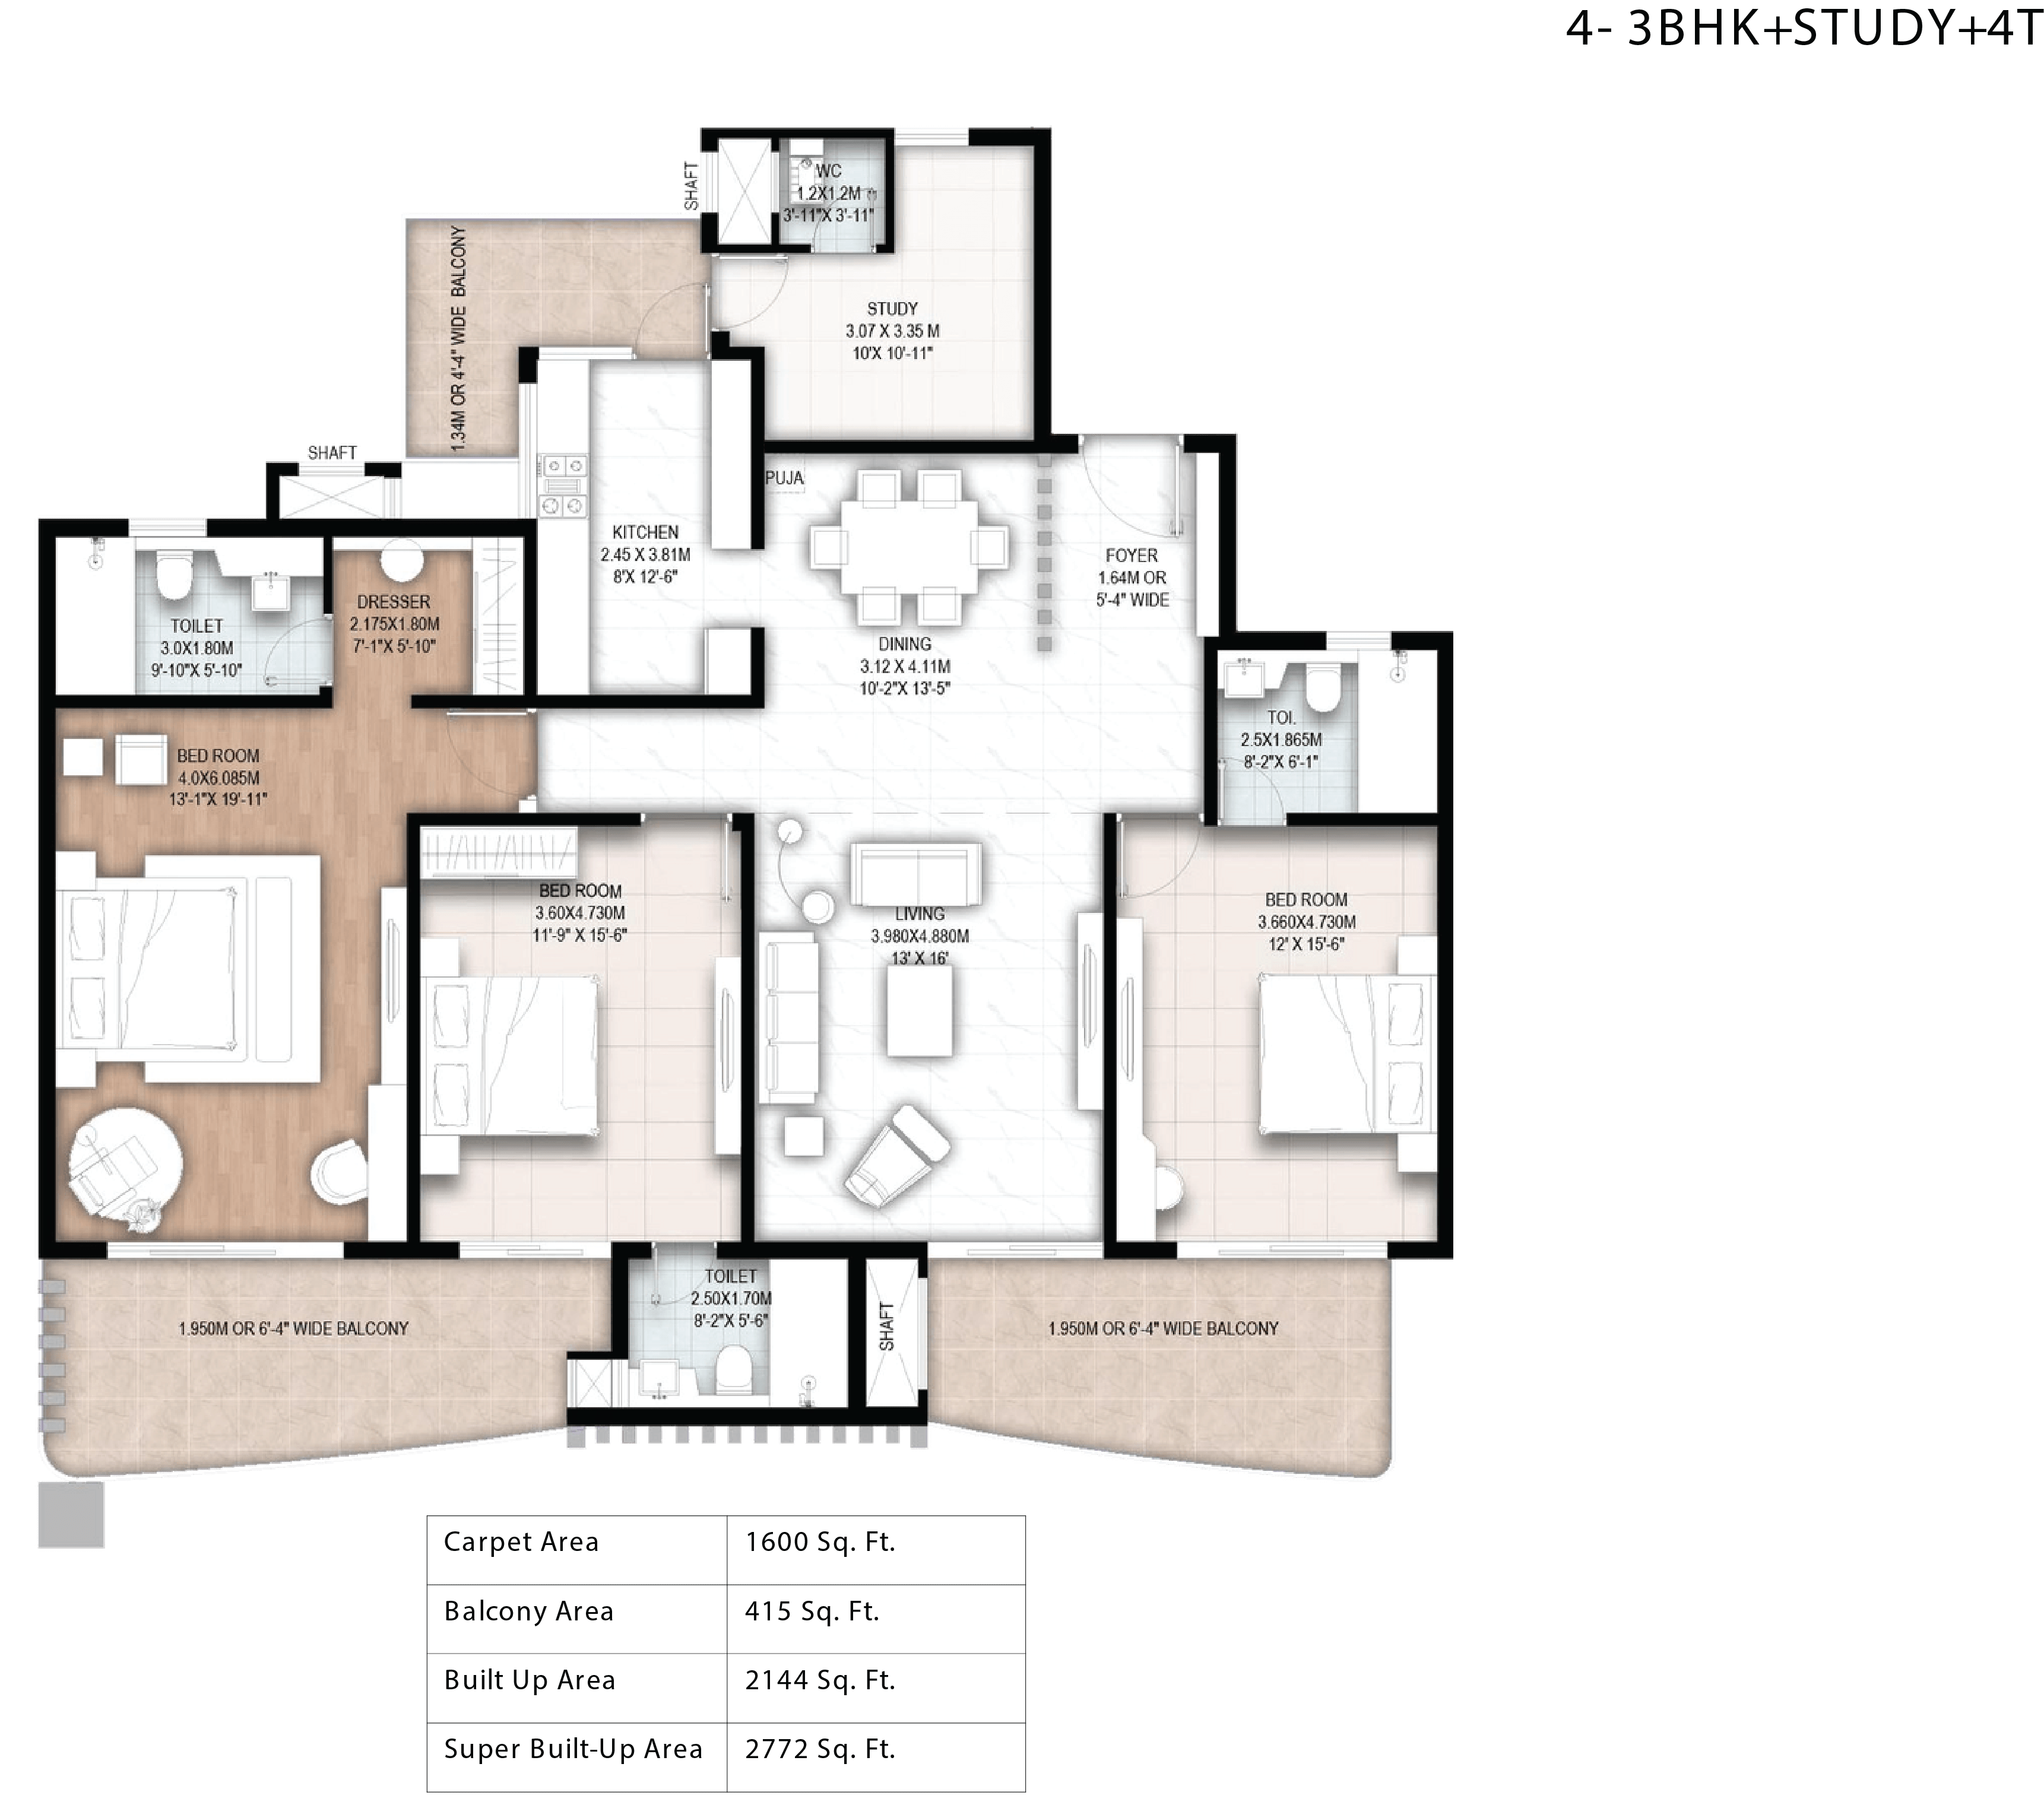 4- 3BHK+STUDY+4T
SHAFT
WC
1.2X1.2M
3'-11"X 3'-11"
1.34M OR 4'-4" WIDE BALCONY
STUDY
3.07 X 3.35 M
10'X 10'-11"
SHAFT
PUJA
KITCHEN
2.45 X 3.81M
8'X 12'-6"
FOYER
1.64M OR
5'-4" WIDE
DRESSER
2.175X1.80M
7'-1"X 5'-10"
TOILET
3.0X1.80M
9'-10"X 5'-10"
DINING
3.12 X 4.11M
10'-2"X 13'-5"
TOI.
2.5X1.865M
8'-2"X 6'-1"
BED ROOM
4.0X6.085M
13'-1"X 19'-11"
BED ROOM
3.60X4.730M
11'-9" X 15'-6"
LIVING
3.980X4.880M
13' X 16'
BED ROOM
3.660X4.730M
12' X 15'-6"
TOILET
2.50X1.70M
8'-2"X 5'-6"
SHAFT
1.950M OR 6'-4" WIDE BALCONY
1.950M OR 6'-4" WIDE BALCONY
Carpet Area 1600 Sq. Ft.
Balcony Area 415 Sq. Ft.
Built Up Area 2144 Sq. Ft.
Super Built-Up Area 2772 Sq. Ft.